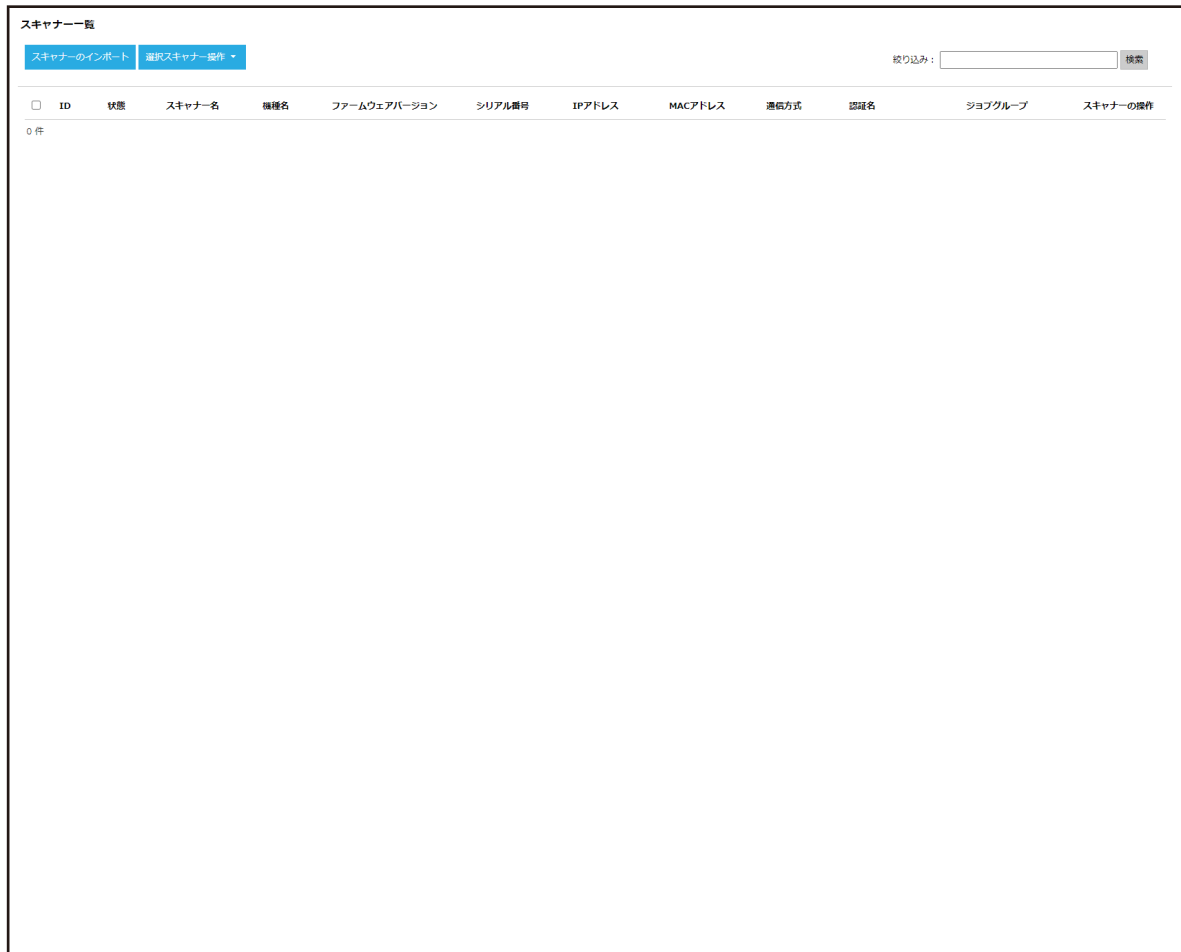 スキャナー一覧
スキャナーのインポート 選択スキャナー操作 絞り込み： 検索
ID 状態 スキャナー名 機種名 ファームウェアバージョン シリアル番号 IPアドレス MACアドレス 通信方式 認証名 ジョブグループ スキャナーの操作
0 件